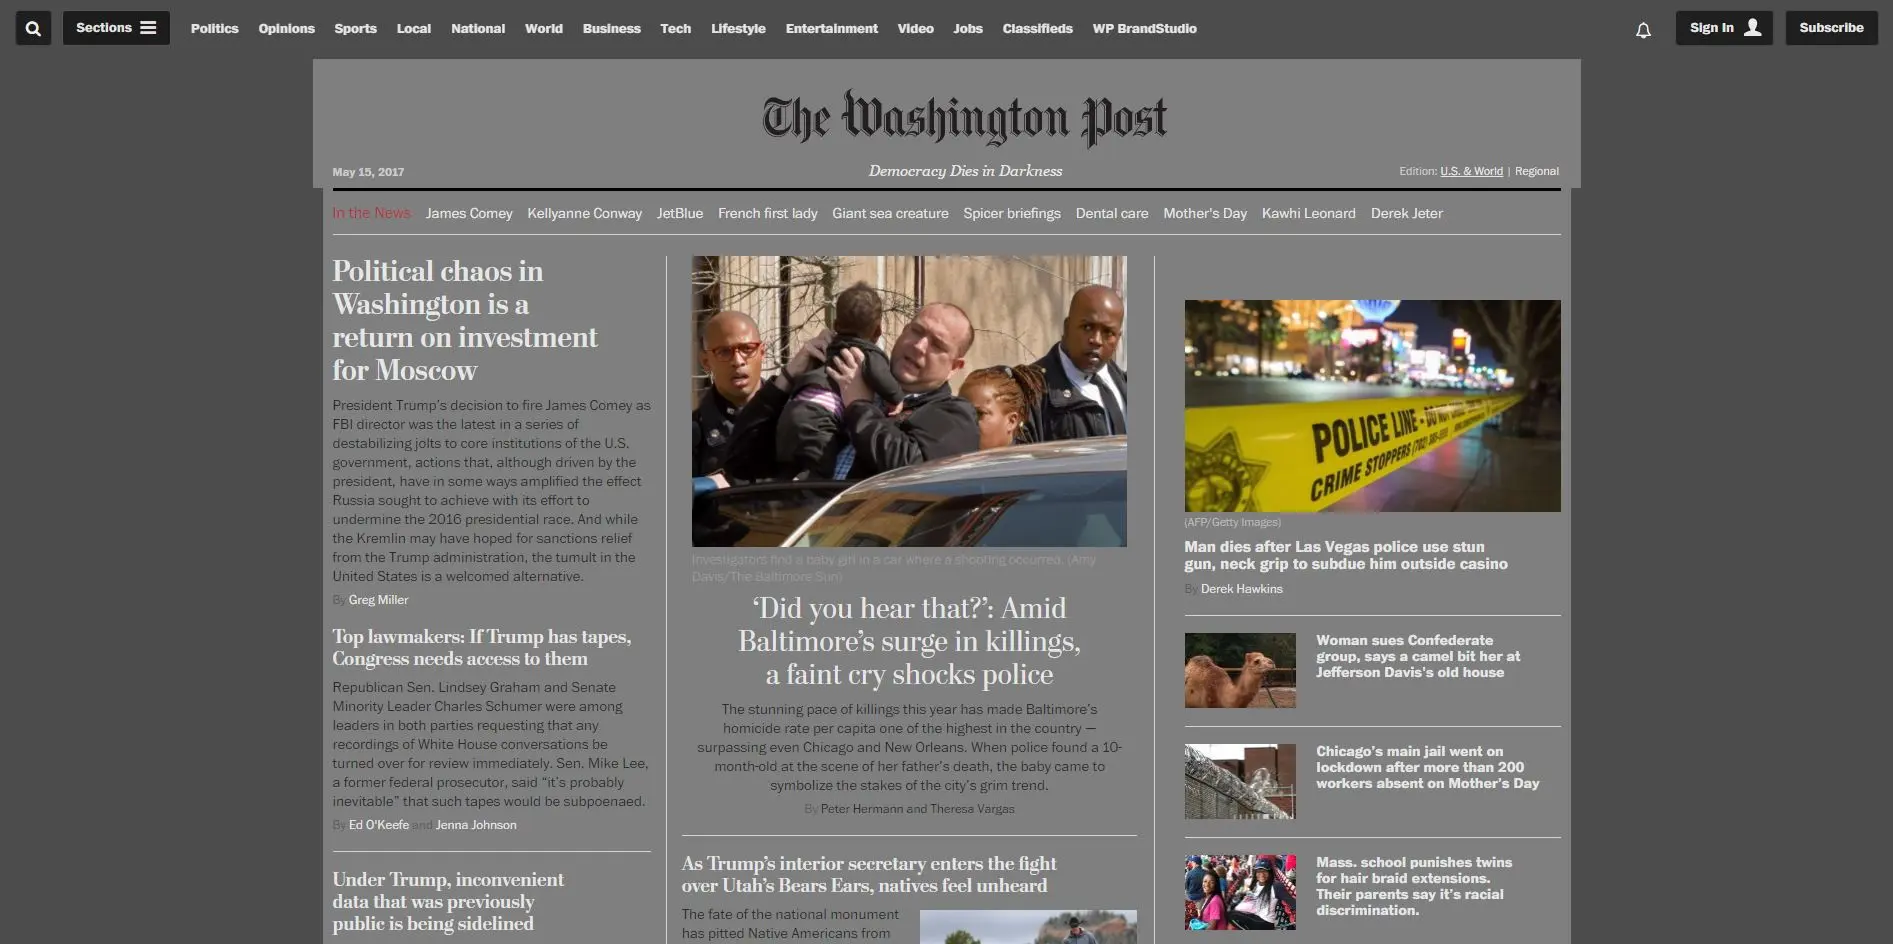 Sections
Politics
Opinions
Sports
Local
National
World
Business
Tech
Lifestyle
Entertainment
Video
Jobs
Classifieds
WP BrandStudio
Sign In
Subscribe
The Washington Post
May 15, 2017
Democracy Dies in Darkness
Edition: U.S. & World | Regional
In the News
James Comey
Kellyanne Conway
JetBlue
French first lady
Giant sea creature
Spicer briefings
Dental care
Mother's Day
Kawhi Leonard
Derek Jeter
Political chaos in
Washington is a
return on investment
for Moscow
President Trump's decision to fire James Comey as
FBI director was the latest in a series of
destabilizing jolts to core institutions of the U.S.
government, actions that, although driven by the
president, have in some ways amplified the effect
Russia sought to achieve with its effort to
undermine the 2016 presidential race. And while
the Kremlin may have hoped for sanctions relief
from the Trump administration, the tumult in the
United States is a welcomed alternative.
By Greg Miller
Top lawmakers: If Trump has tapes,
Congress needs access to them
Republican Sen. Lindsey Graham and Senate
Minority Leader Charles Schumer were among
leaders in both parties requesting that any
recordings of White House conversations be
turned over for review immediately. Sen. Mike Lee,
a former federal prosecutor, said “it’s probably
inevitable” that such tapes would be subpoenaed.
By Ed O'Keefe and Jenna Johnson
Under Trump, inconvenient
data that was previously
public is being sidelined
Investigators find a baby girl in a car where a shooting occurred. (Amy
Davis/The Baltimore Sun)
‘Did you hear that?’: Amid
Baltimore’s surge in killings,
a faint cry shocks police
The stunning pace of killings this year has made Baltimore’s
homicide rate per capita one of the highest in the country —
surpassing even Chicago and New Orleans. When police found a 10-
month-old at the scene of her father’s death, the baby came to
symbolize the stakes of the city’s grim trend.
By Peter Hermann and Theresa Vargas
As Trump’s interior secretary enters the fight
over Utah’s Bears Ears, natives feel unheard
The fate of the national monument
has pitted Native Americans from
POLICE LINE - DO NOT
CRIME STOPPERS (702)
(AFP/Getty Images)
Man dies after Las Vegas police use stun
gun, neck grip to subdue him outside casino
By Derek Hawkins
Woman sues Confederate
group, says a camel bit her at
Jefferson Davis’s old house
Chicago’s main jail went on
lockdown after more than 200
workers absent on Mother’s Day
Mass. school punishes twins
for hair braid extensions.
Their parents say it’s racial
discrimination.